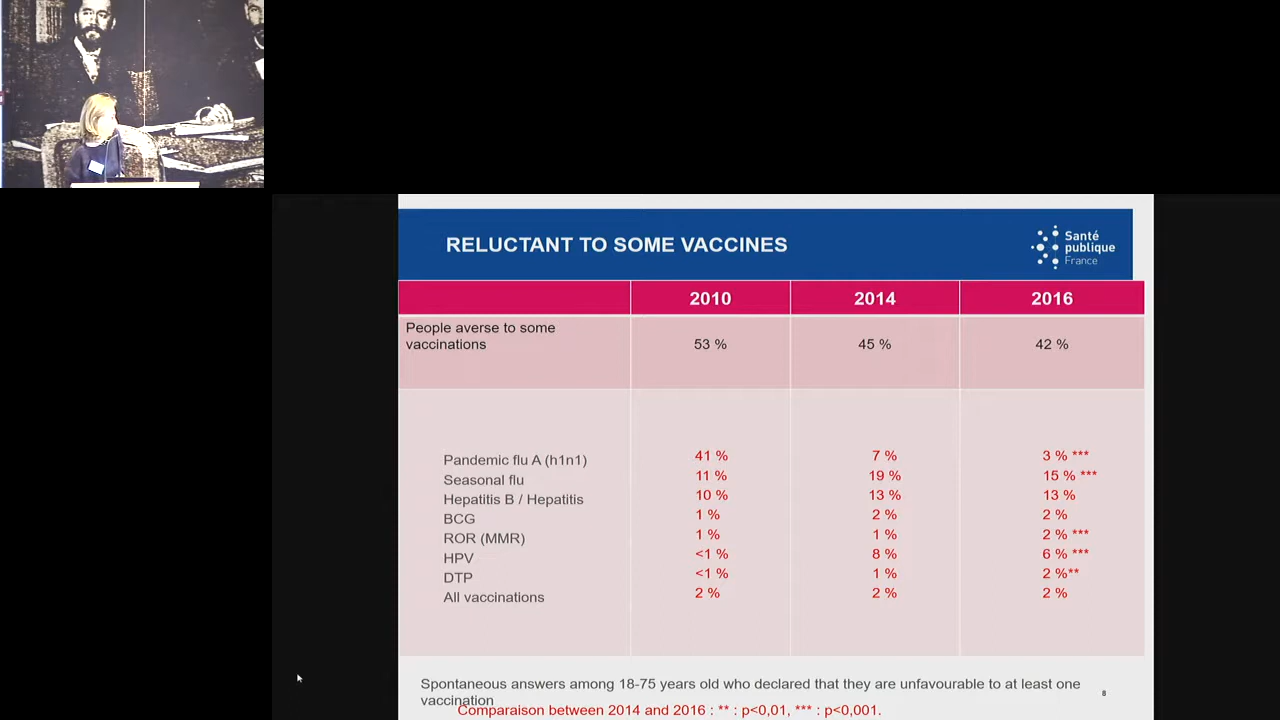 RELUCTANT TO SOME VACCINES
Santé
publique
France
2010 2014 2016
People averse to some
vaccinations
53 % 45 % 42 %
Pandemic flu A (h1n1) 41 % 7 % 3 % ***
Seasonal flu 11 % 19 % 15 % ***
Hepatitis B / Hepatitis 10 % 13 % 13 %
BCG 1 % 2 % 2 %
ROR (MMR) 1 % 1 % 2 % ***
HPV <1 % 8 % 6 % ***
DTP <1 % 1 % 2 %**
All vaccinations 2 % 2 % 2 %
Spontaneous answers among 18-75 years old who declared that they are unfavourable to at least one
vaccination
8
Comparaison between 2014 and 2016 : ** : p<0,01, *** : p<0,001.